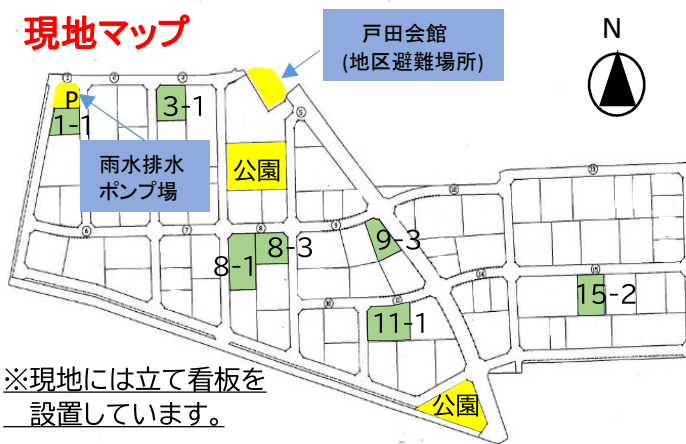 現地マップ
戸田会館
(地区避難場所)
N
P
1-1
3-1
雨水排水
ポンプ場
公園
8-1
8-3
9-3
11-1
15-2
公園
※現地には立て看板を
設置しています。